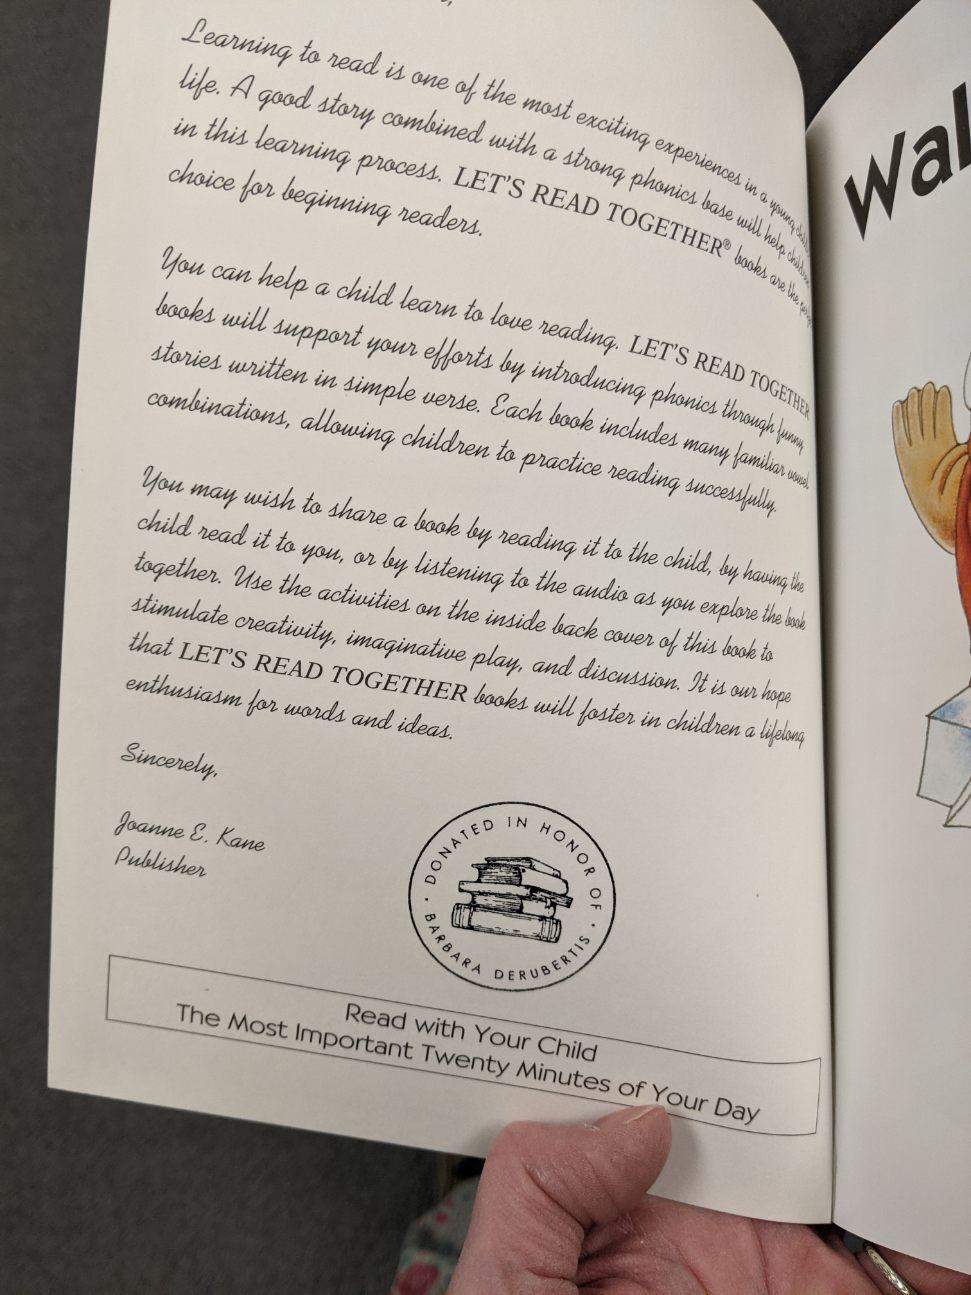 Learning to read is one of the most exciting experiences in a young
life. A good story combined with a strong phonics base will help
in this learning process. LET'S READ TOGETHER® books are the
choice for beginning readers.
You can help a child learn to love reading. LET'S READ TOGETHER
books will support your efforts by introducing phonics through funny
stories written in simple verse. Each book includes many familiar vowel
combinations, allowing children to practice reading successfully.
You may wish to share a book by reading it to the child, by having the
child read it to you, or by listening to the audio as you explore the book
together. Use the activities on the inside back cover of this book to
stimulate creativity, imaginative play, and discussion. It is our hope
that LET'S READ TOGETHER books will foster in children a lifelong
enthusiasm for words and ideas.
Sincerely,
Joanne E. Kane
Publisher
DONATED IN HONOR OF
BARBARA DERUBERTIS
Read with Your Child
The Most Important Twenty Minutes of Your Day